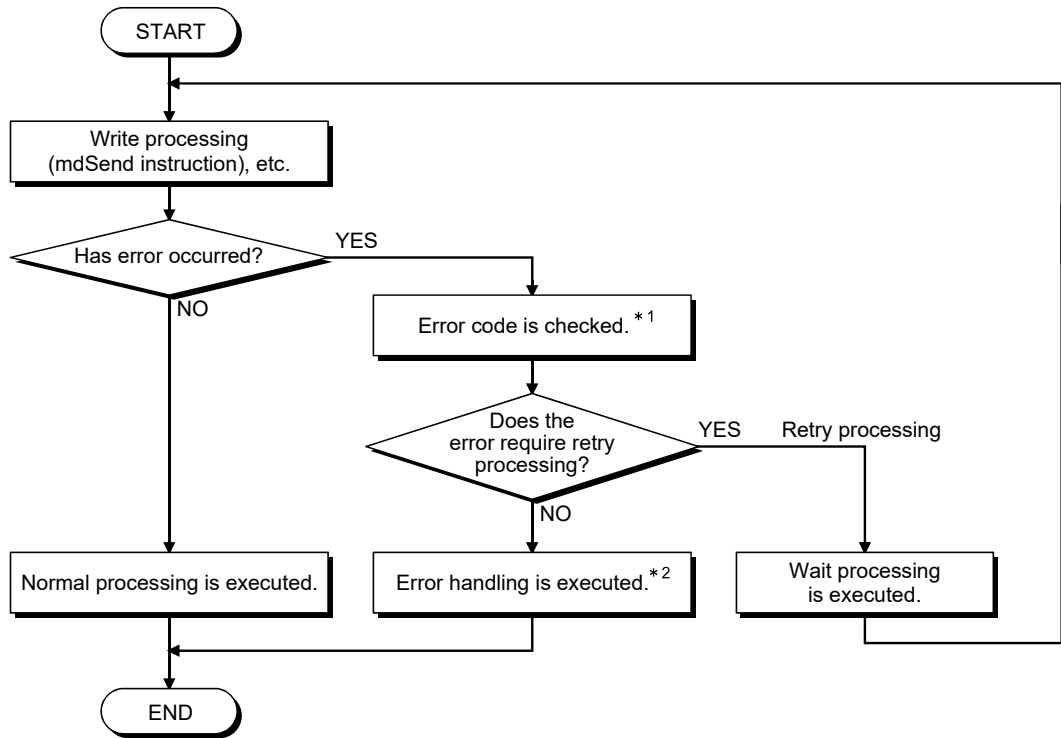 START
Write processing
(mdSend instruction), etc.
Has error occurred?
YES
NO
Error code is checked. *1
Does the
error require retry
processing?
YES
Retry processing
NO
Normal processing is executed.
Error handling is executed. *2
Wait processing
is executed.
END